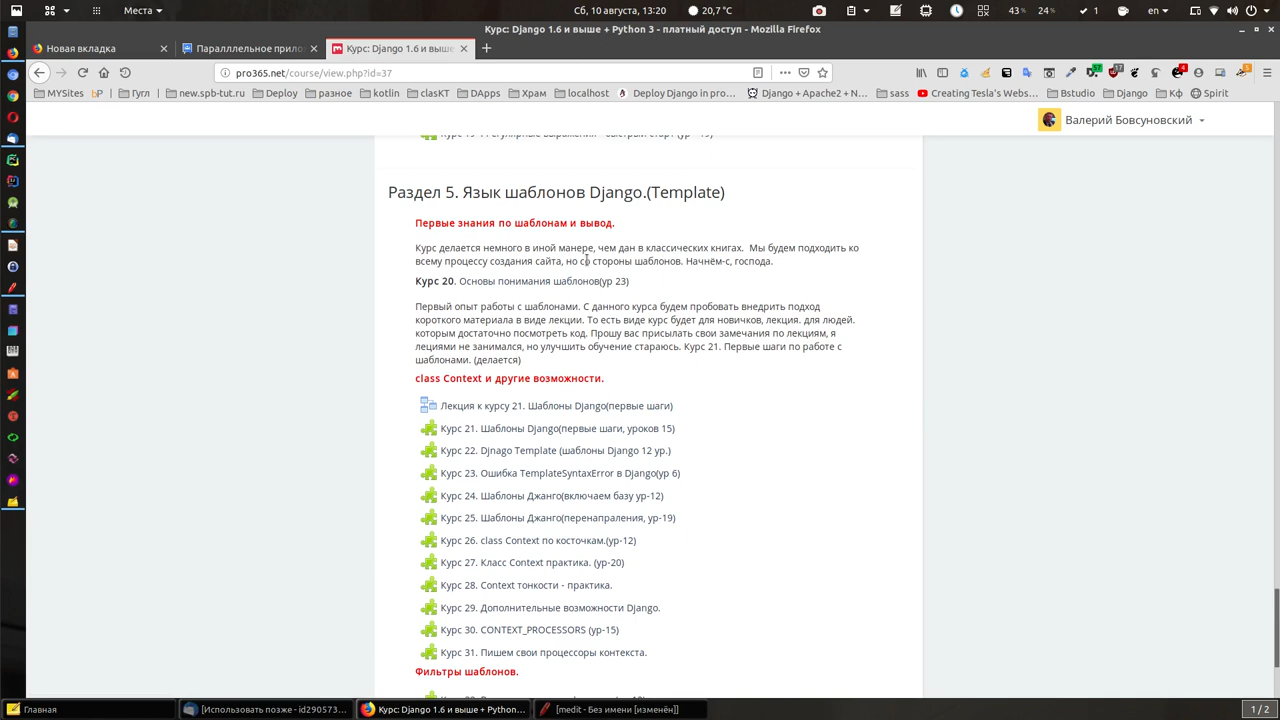 Места
Сб, 10 августа, 13:20
20,7 °C
43 %
24 %
1
en
Курс: Django 1.6 и выше + Python 3 - платный доступ - Mozilla Firefox
Новая вкладка
Паралллельное прило
Курс: Django 1.6 и выше
pro365.net/course/view.php?id=37
MYSites
bP
Гугл
new.spb-tut.ru
Deploy
разное
kotlin
clasKT
DApps
Храм
localhost
Deploy Django in pro...
Django + Apache2 + N...
sass
Creating Tesla's Webs...
Bstudio
Django
Кф
Spirit
Валерий Бовсуновский
Раздел 5. Язык шаблонов Django.(Template)
Первые знания по шаблонам и вывод.
Курс делается немного в иной манере, чем дан в классических книгах. Мы будем подходить ко
всему процессу создания сайта, но со стороны шаблонов. Начнём-с, господа.
Курс 20. Основы понимания шаблонов(ур 23)
Первый опыт работы с шаблонами. С данного курса будем пробовать внедрить подход
короткого материала в виде лекции. То есть виде курс будет для новичков, лекция. для людей.
которым достаточно посмотреть код. Прошу вас присылать свои замечания по лекциям, я
лециями не занимался, но улучшить обучение стараюсь. Курс 21. Первые шаги по работе с
шаблонами. (делается)
class Context и другие возможности.
Лекция к курсу 21. Шаблоны Django(первые шаги)
Курс 21. Шаблоны Django(первые шаги, уроков 15)
Курс 22. Djnago Template (шаблоны Django 12 ур.)
Курс 23. Ошибка TemplateSyntaxError в Django(ур 6)
Курс 24. Шаблоны Джанго(включаем базу ур-12)
Курс 25. Шаблоны Джанго(перенапраления, ур-19)
Курс 26. class Context по косточкам.(ур-12)
Курс 27. Класс Context практика. (ур-20)
Курс 28. Context тонкости - практика.
Курс 29. Дополнительные возможности Django.
Курс 30. CONTEXT_PROCESSORS (ур-15)
Курс 31. Пишем свои процессоры контекста.
Фильтры шаблонов.
Главная
[Использовать позже - id290573...
Курс: Django 1.6 и выше + Python...
[medit - Без имени [изменён]]
1 / 2